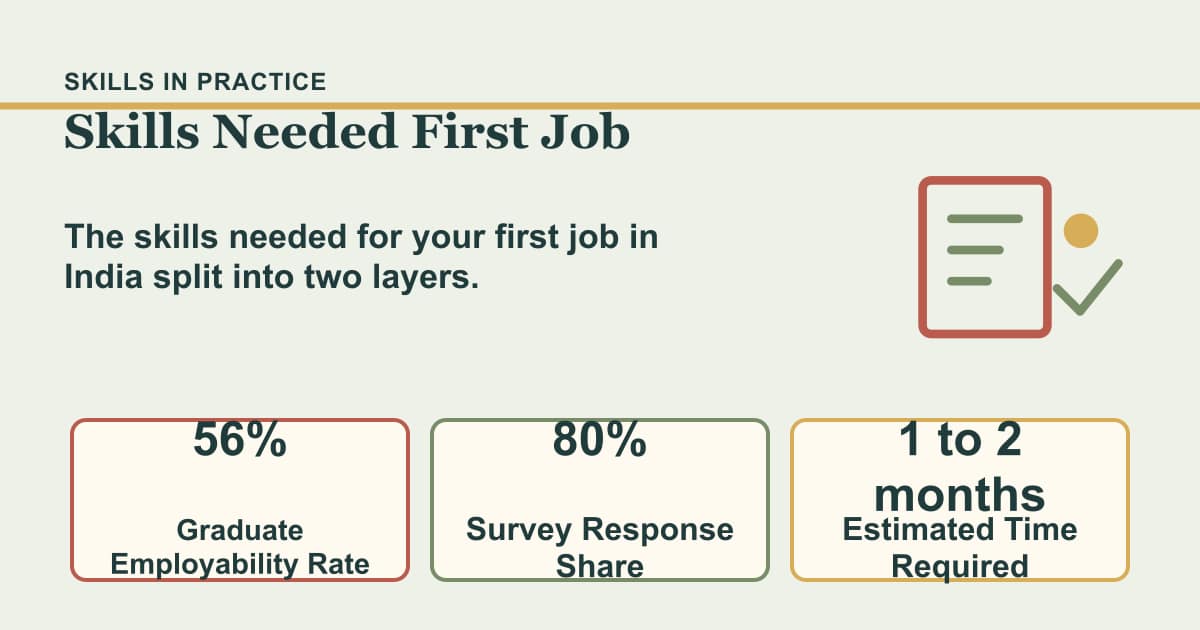 SKILLS IN PRACTICE
Skills Needed First Job
The skills needed for your first job in
India split into two layers.
56%
Graduate
Employability Rate
80%
Survey Response
Share
1 to 2
months
Estimated Time
Required